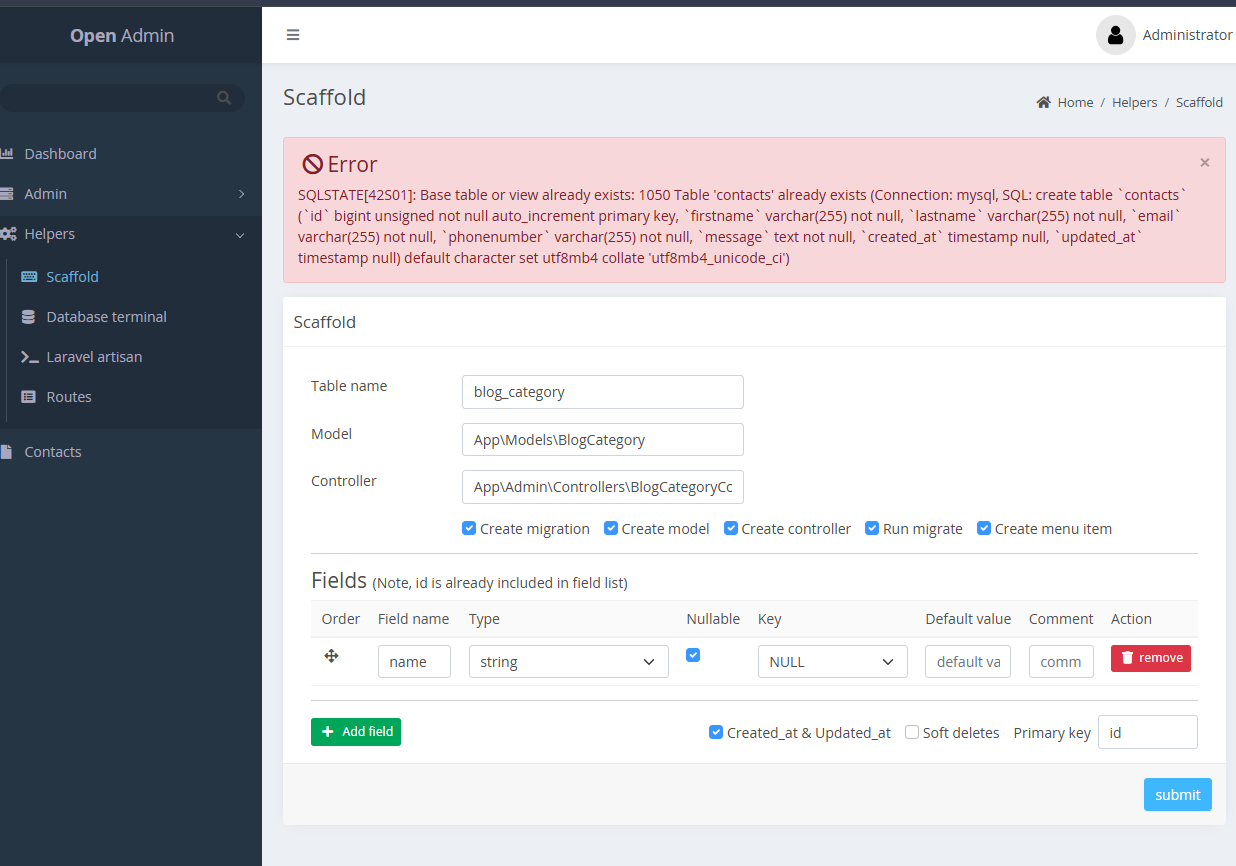 Open Admin
Administrator
Scaffold
Home / Helpers / Scaffold
Dashboard
Admin
Helpers
Scaffold
Database terminal
Laravel artisan
Routes
Contacts
Error
×
SQLSTATE[42S01]: Base table or view already exists: 1050 Table 'contacts' already exists (Connection: mysql, SQL: create table `contacts`
(`id` bigint unsigned not null auto_increment primary key, `firstname` varchar(255) not null, `lastname` varchar(255) not null, `email`
varchar(255) not null, `phonenumber` varchar(255) not null, `message` text not null, `created_at` timestamp null, `updated_at`
timestamp null) default character set utf8mb4 collate 'utf8mb4_unicode_ci')
Scaffold
Table name
blog_category
Model
App\Models\BlogCategory
Controller
App\Admin\Controllers\BlogCategoryCo
Create migration Create model Create controller Run migrate Create menu item
Fields (Note, id is already included in field list)
Order Field name Type Nullable Key Default value Comment Action
name string NULL default va comm remove
Add field Created_at & Updated_at Soft deletes Primary key id
submit